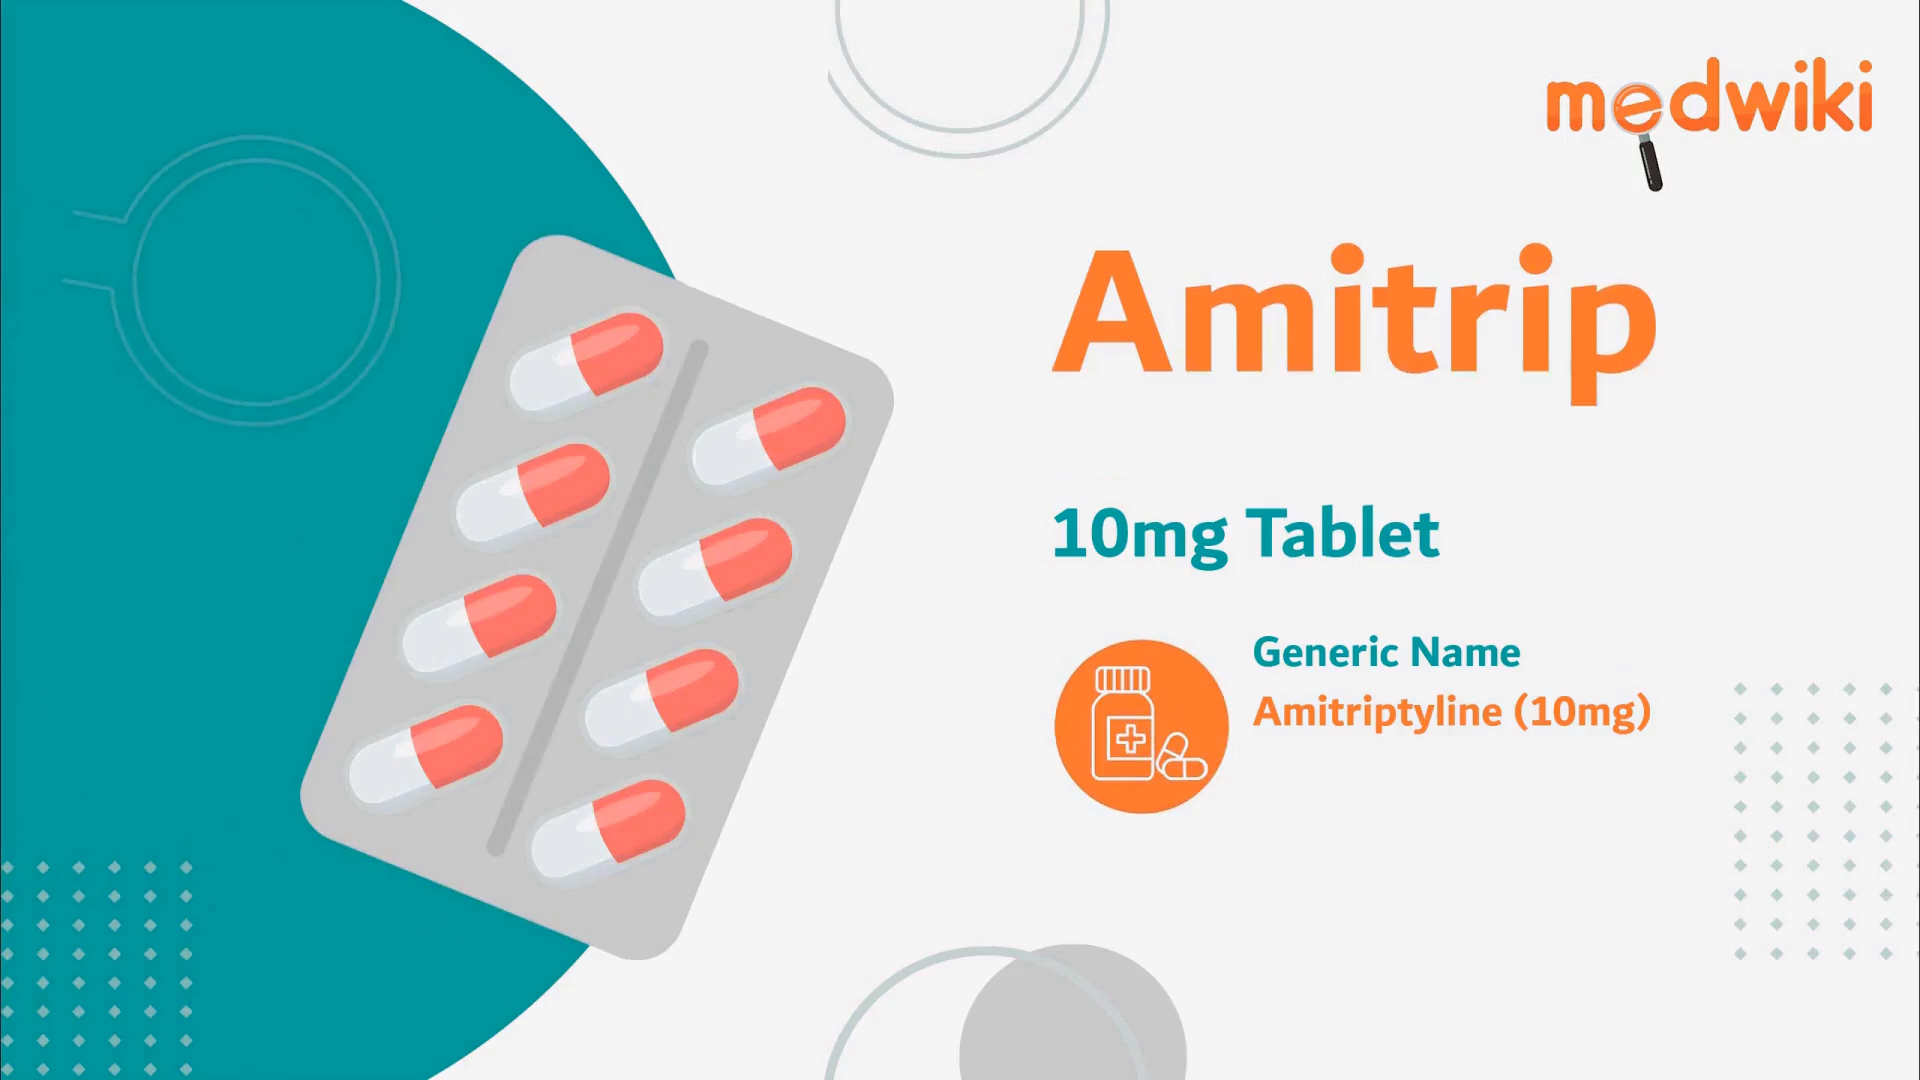 medwiki
Amitrip
10mg Tablet
Generic Name
Amitriptyline (10mg)